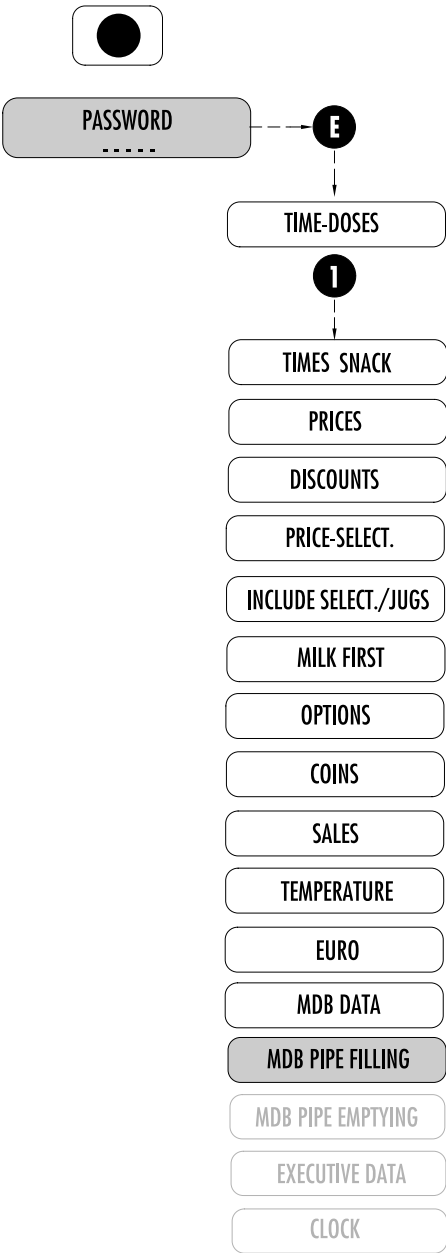 PASSWORD
.....
E
TIME-DOSES
1
TIMES SNACK
PRICES
DISCOUNTS
PRICE-SELECT.
INCLUDE SELECT./JUGS
MILK FIRST
OPTIONS
COINS
SALES
TEMPERATURE
EURO
MDB DATA
MDB PIPE FILLING
MDB PIPE EMPTYING
EXECUTIVE DATA
CLOCK